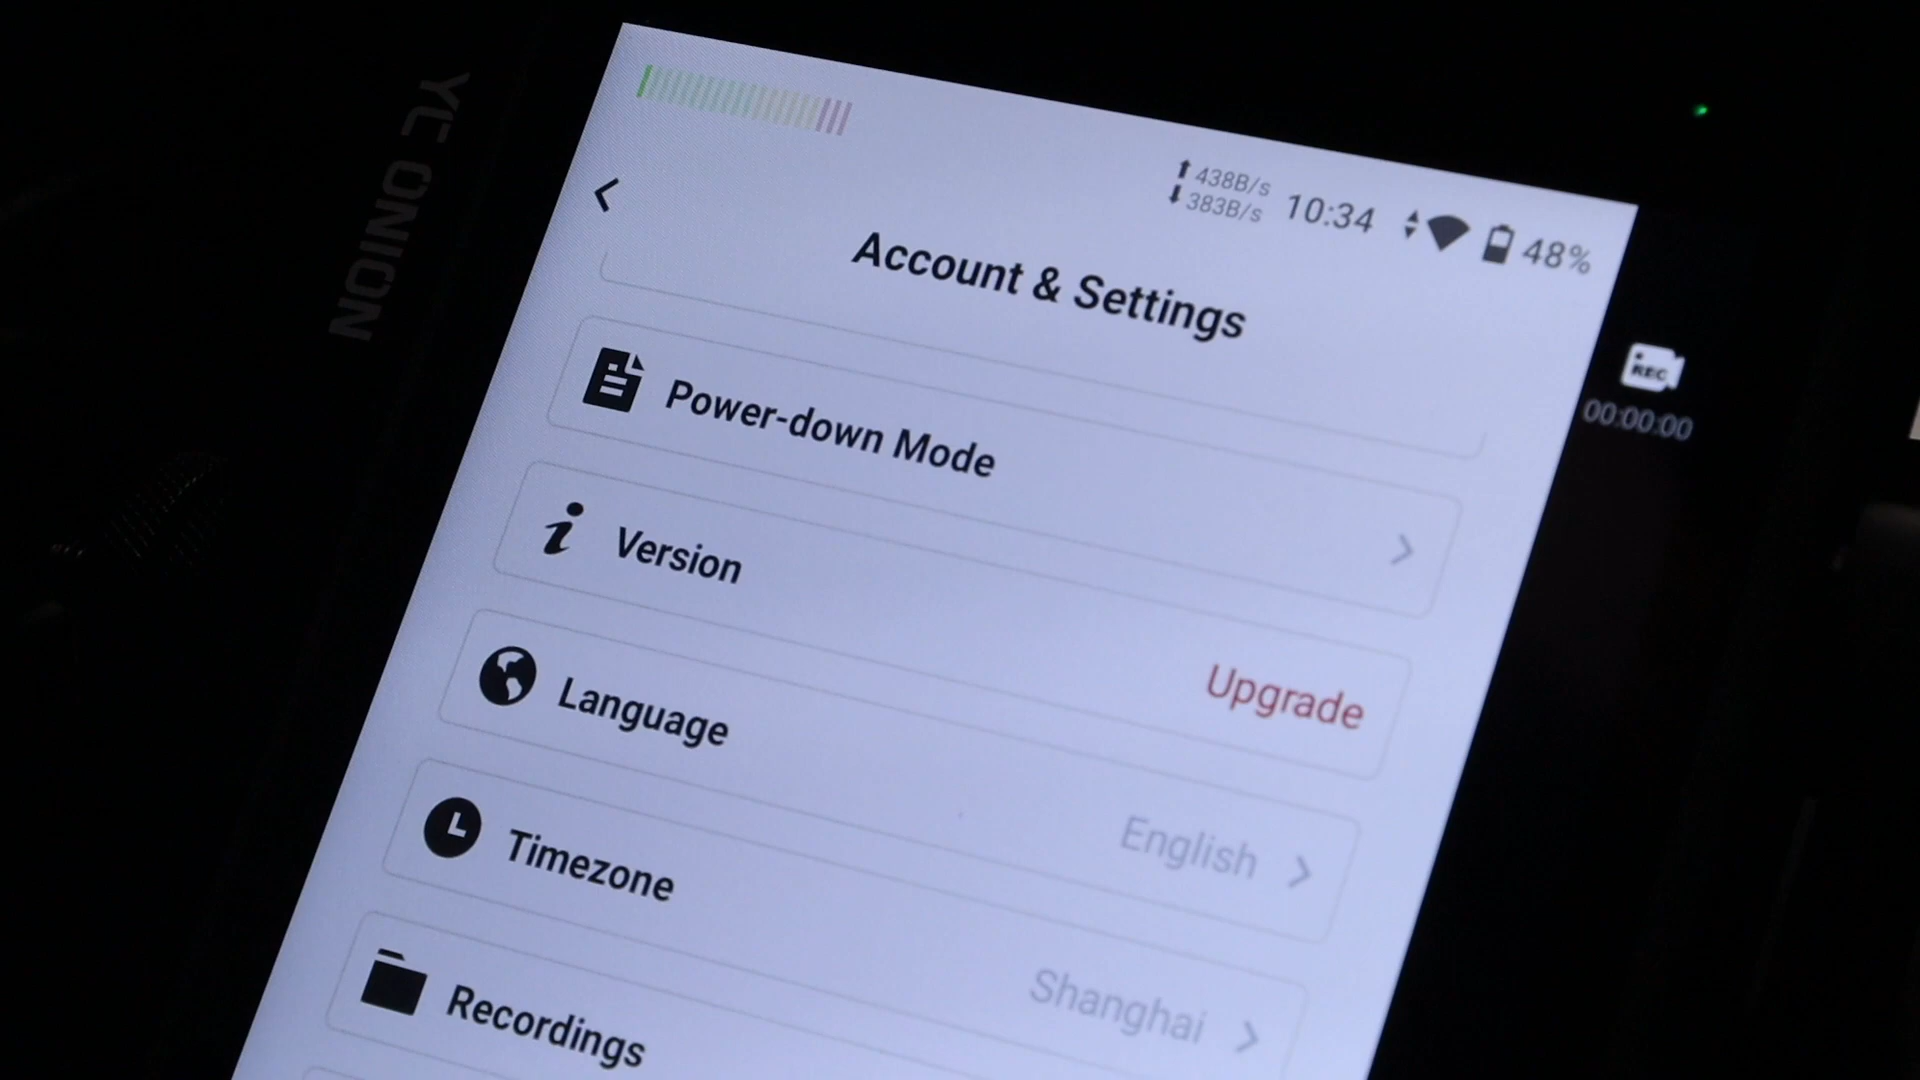 YC ONION
438B/s
383B/s
10:34
48%
Account & Settings
REC
00:00:00
Power-down Mode
Version
Upgrade
Language
English
Timezone
Shanghai
Recordings